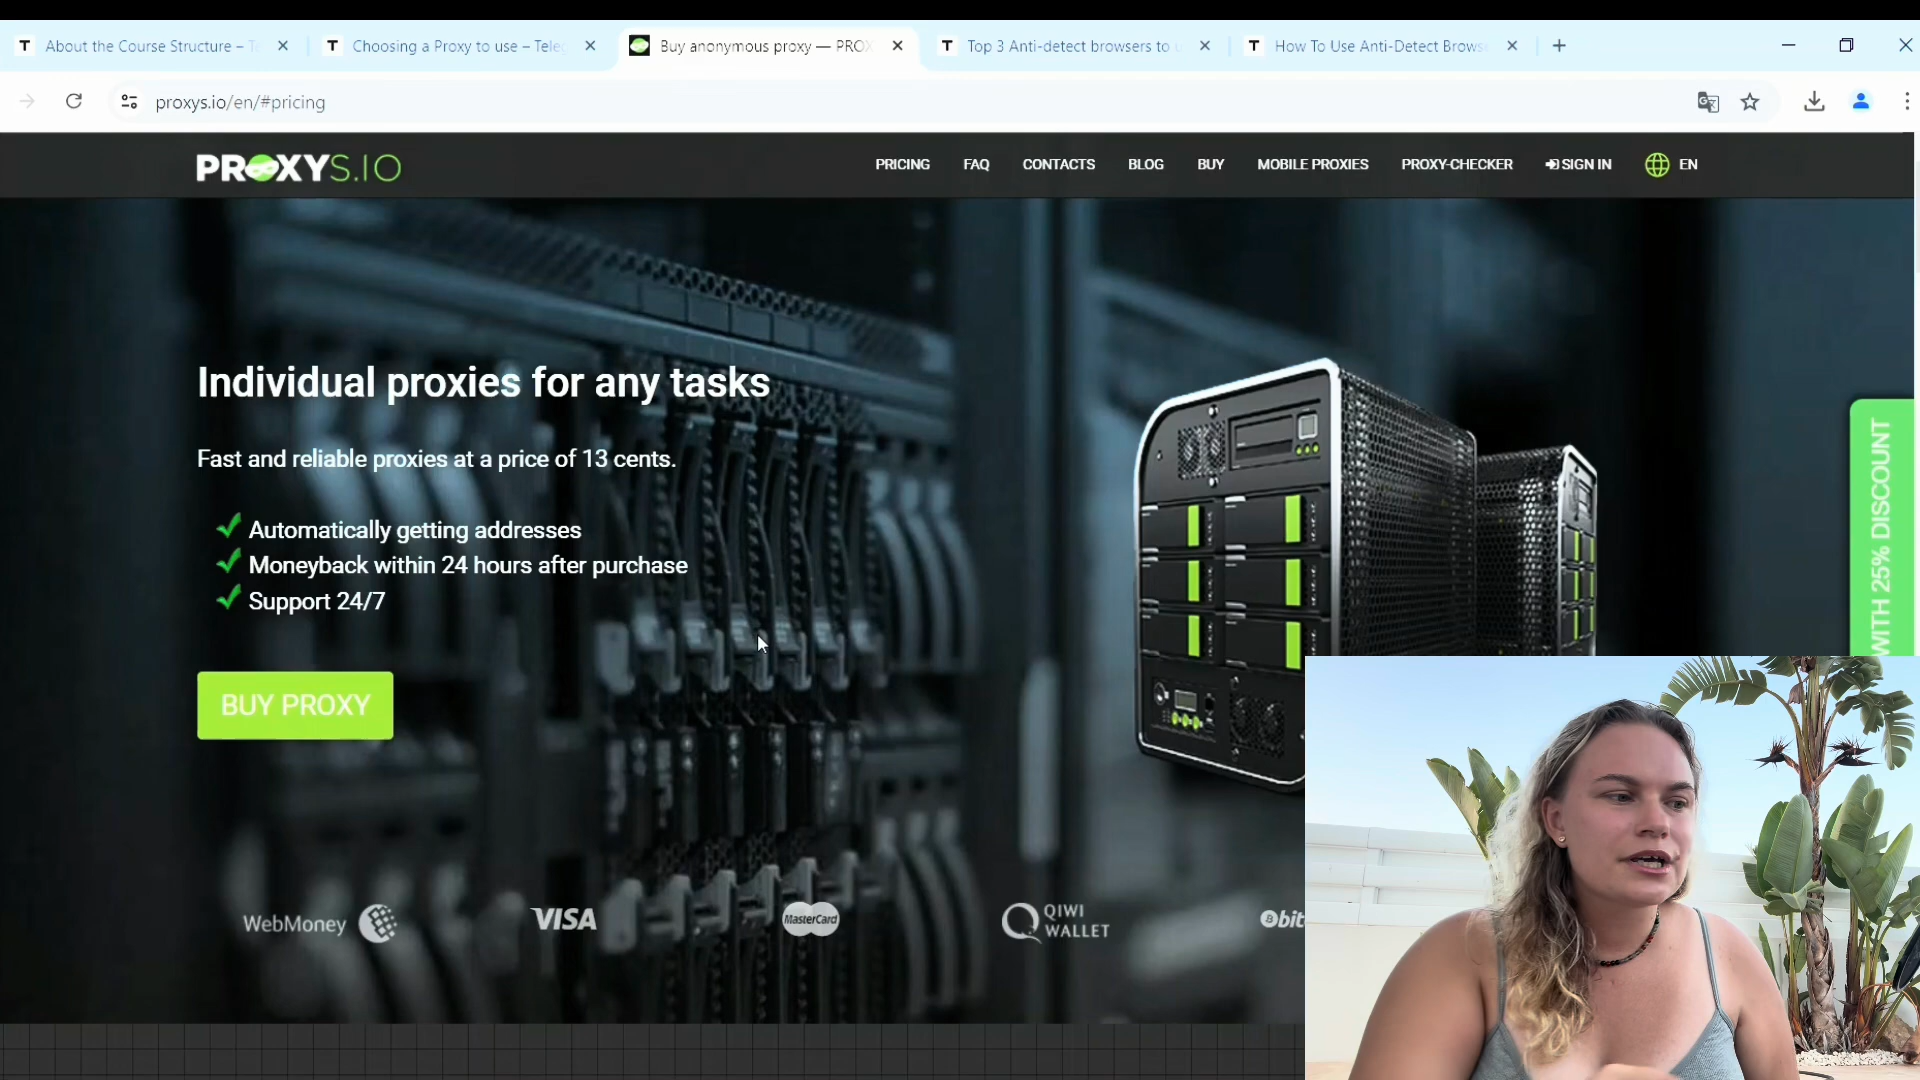 T About the Course Structure – Te
T Choosing a Proxy to use – Teleg
Buy anonymous proxy — PROX
T Top 3 Anti-detect browsers to u
T How To Use Anti-Detect Brows
proxys.io/en/#pricing
PROXYS.IO
PRICING
FAQ
CONTACTS
BLOG
BUY
MOBILE PROXIES
PROXY-CHECKER
SIGN IN
EN
Individual proxies for any tasks
Fast and reliable proxies at a price of 13 cents.
Automatically getting addresses
Moneyback within 24 hours after purchase
Support 24/7
BUY PROXY
WITH 25% DISCOUNT
WebMoney
VISA
MasterCard
QIWI
WALLET
bit